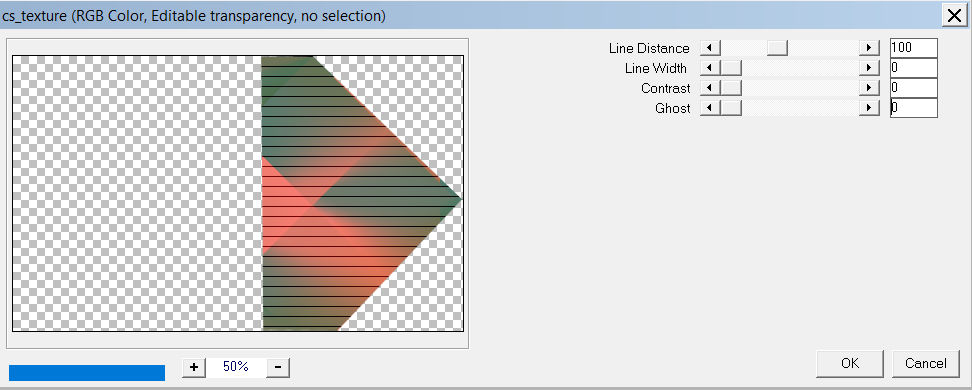 cs_texture (RGB Color, Editable transparency, no selection)
Line Distance 100
Line Width 0
Contrast 0
Ghost 0
+ 50% -
OK Cancel